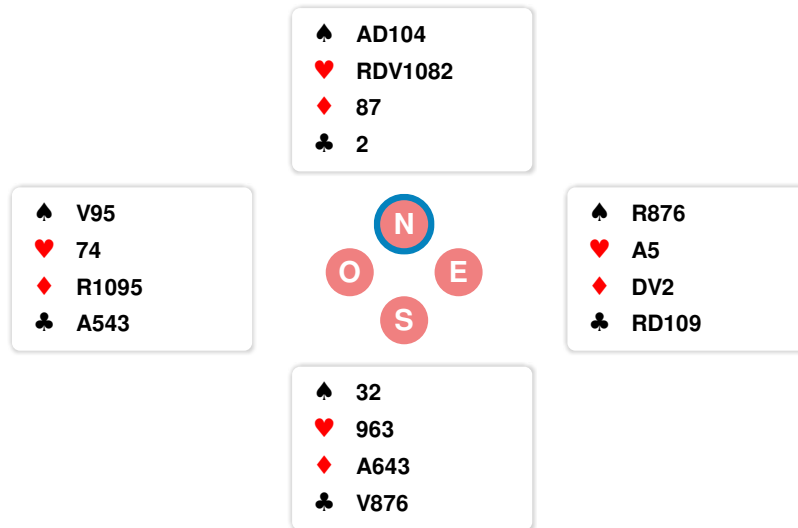 ♠ AD104
♥ RDV1082
♦ 87
♣ 2
♠ V95
♥ 74
♦ R1095
♣ A543
N
O E
S
♠ R876
♥ A5
♦ DV2
♣ RD109
♠ 32
♥ 963
♦ A643
♣ V876